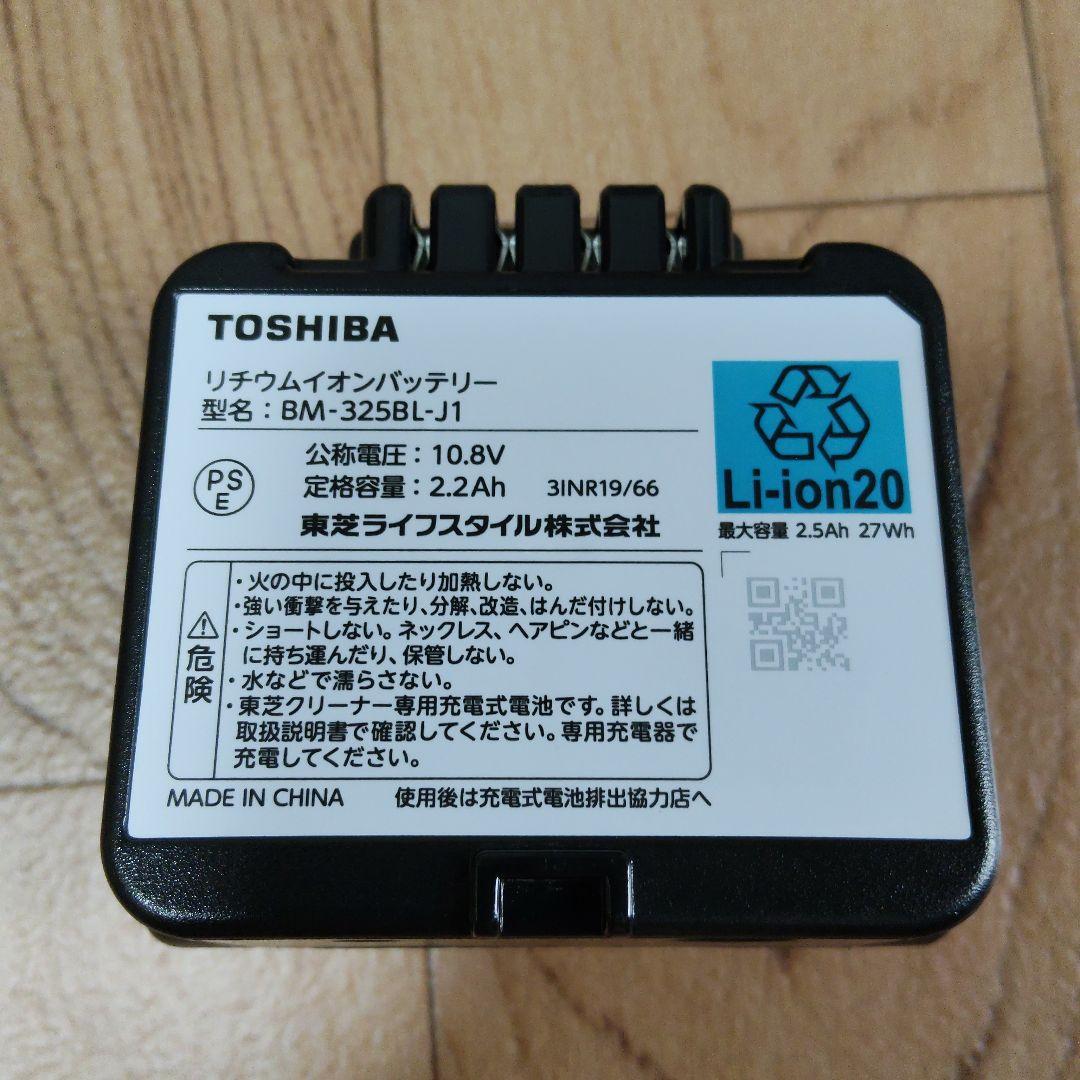 TOSHIBA
リチウムイオンバッテリー
型名：BM-325BL-J1
公称電圧：10.8V
定格容量：2.2Ah 3INR19/66
東芝ライフスタイル株式会社
PS
E
Li-ion20
最大容量 2.5Ah 27Wh
危険
・火の中に投入したり加熱しない。
・強い衝撃を与えたり、分解、改造、はんだ付けしない。
・ショートしない。ネックレス、ヘアピンなどと一緒
に持ち運んだり、保管しない。
・水などで濡らさない。
・東芝クリーナー専用充電式電池です。詳しくは
取扱説明書で確認してください。専用充電器で
充電してください。
MADE IN CHINA 使用後は充電式電池排出協力店へ